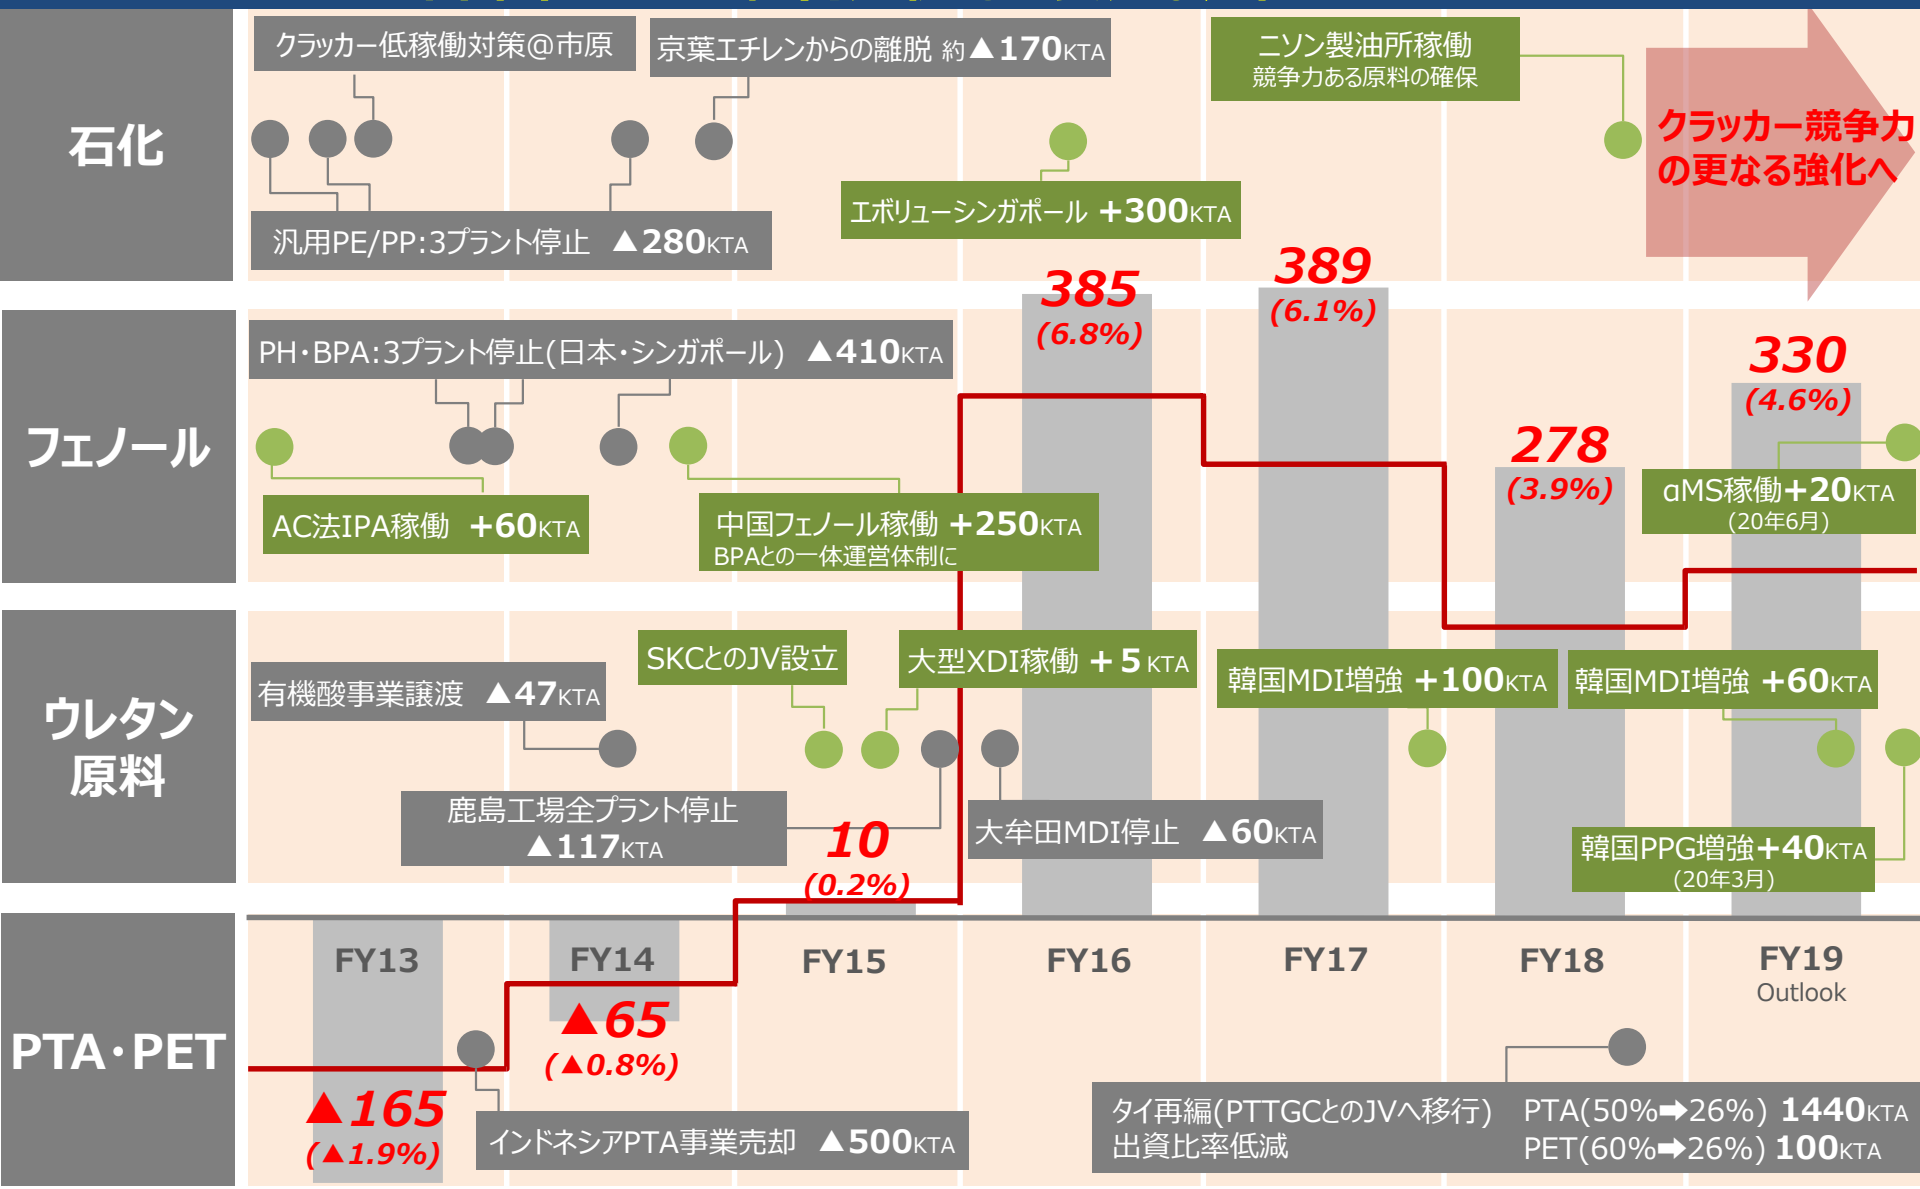 石化
クラッカー低稼働対策@市原
京葉エチレンからの離脱 約▲170KTA
ニソン製油所稼働
競争力ある原料の確保
クラッカー競争力
の更なる強化へ
エボリューシンガポール +300KTA
汎用PE/PP:3プラント停止 ▲280KTA
385
(6.8%)
389
(6.1%)
フェノール
PH・BPA:3プラント停止(日本・シンガポール) ▲410KTA
330
(4.6%)
278
(3.9%)
AC法IPA稼働 +60KTA
中国フェノール稼働 +250KTA
BPAとの一体運営体制に
αMS稼働+20KTA
(20年6月)
ウレタン
原料
有機酸事業譲渡 ▲47KTA
SKCとのJV設立
大型XDI稼働 +5 KTA
韓国MDI増強 +100KTA
韓国MDI増強 +60KTA
鹿島工場全プラント停止
▲117KTA
10
(0.2%)
大牟田MDI停止 ▲60KTA
韓国PPG増強+40KTA
(20年3月)
PTA・PET
FY13
FY14
FY15
FY16
FY17
FY18
FY19
Outlook
▲65
(▲0.8%)
▲165
(▲1.9%)
インドネシアPTA事業売却 ▲500KTA
タイ再編(PTTGCとのJVへ移行) PTA(50%➡26%) 1440KTA
出資比率低減 PET(60%➡26%) 100KTA